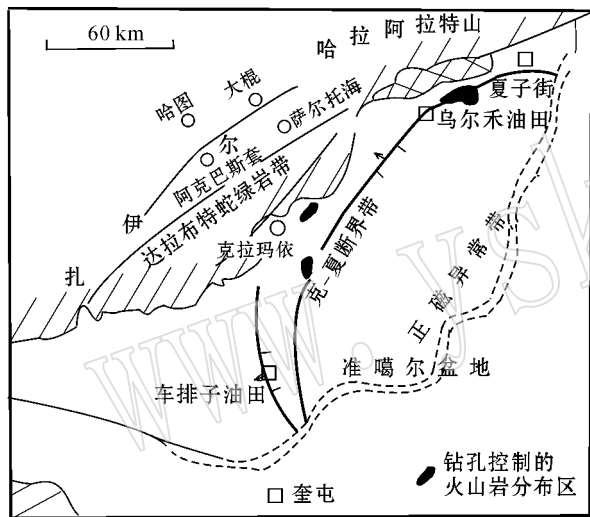 60 km
哈拉阿拉特山
大棍
哈图
萨尔托海
夏子街
乌尔禾油田
尔
阿克巴斯套
伊
达拉布特蛇绿岩带
克拉玛依
扎
克-夏断界带
正磁异常带
准噶尔盆地
车排子油田
奎屯
钻孔控制的
火山岩分布区
www.ysk